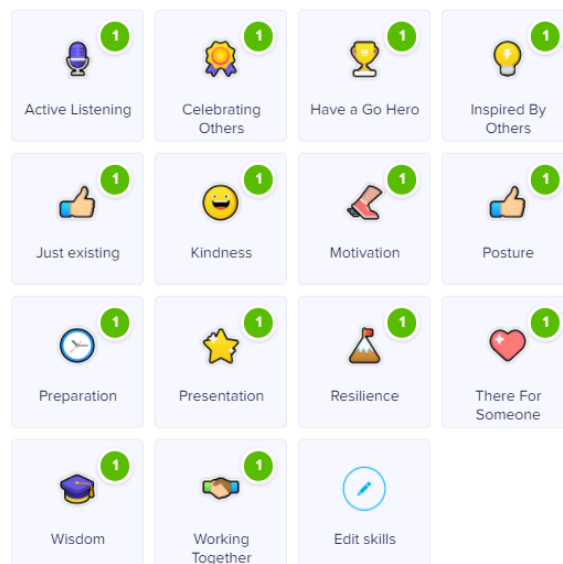 1
1
1
1
Active Listening
Celebrating
Others
Have a Go Hero
Inspired By
Others
1
1
1
1
Just existing
Kindness
Motivation
Posture
1
1
1
1
Preparation
Presentation
Resilience
There For
Someone
1
1
Wisdom
Working
Together
Edit skills